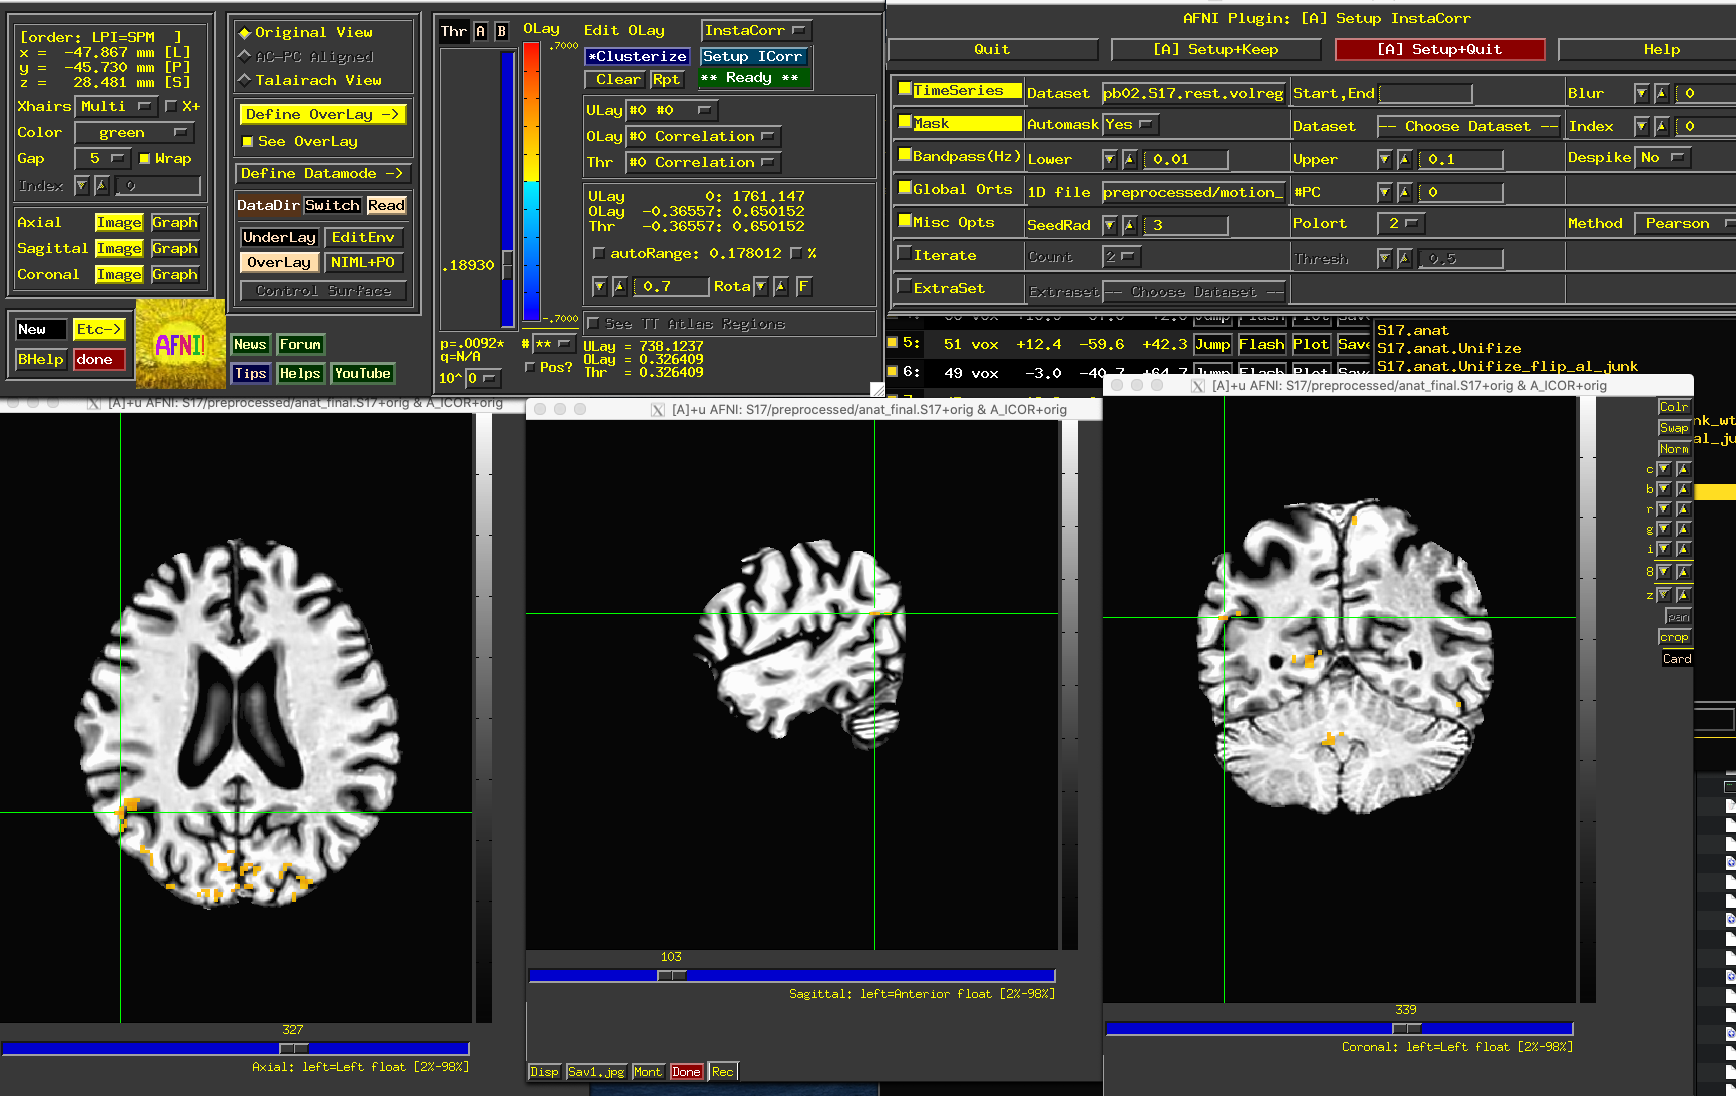 [order: LPI=SPM ]
x = -47.867 mm [L]
y = -45.730 mm [P]
z = 28.481 mm [S]
Xhairs Multi X+
Color green
Gap 5 Wrap
Index 0
Axial Image Graph
Sagittal Image Graph
Coronal Image Graph
New Etc->
BHelp done
AFNI!
Original View
AC-PC Aligned
Talairach View
Define OverLay ->
See OverLay
Define Datamode ->
DataDir Switch Read
UnderLay EditEnv
OverLay NIML+PO
Control Surface
News Forum
Tips Helps YouTube
Thr A B
.18930
p=.0092*
q=N/A
10^ 0
OLay
.7000
-.7000
# **
Pos?
Edit OLay InstaCorr
*Clusterize Setup ICorr
Clear Rpt ** Ready **
ULay #0 #0
OLay #0 Correlation
Thr #0 Correlation
ULay 0: 1761.147
OLay -0.36557: 0.650152
Thr -0.36557: 0.650152
autoRange: 0.178012 %
0.7 Rota F
See TT Atlas Regions
ULay = 738.1237
OLay = 0.326409
Thr = 0.326409
AFNI Plugin: [A] Setup InstaCorr
Quit [A] Setup+Keep [A] Setup+Quit Help
TimeSeries Dataset pb02.S17.rest.volreg Start,End Blur 0
Mask Automask Yes Dataset -- Choose Dataset -- Index 0
Bandpass(Hz) Lower 0.01 Upper 0.1 Despike No
Global Orts 1D file preprocessed/motion_ #PC 0
Misc Opts SeedRad 3 Polort 2 Method Pearson
Iterate Count 2 Thresh 0.5
ExtraSet Extraset -- Choose Dataset --
5: 51 vox +12.4 -59.6 +42.3 Jump Flash Plot Save
6: 49 vox -3.0 -40.7 +64.7 Jump Flash Plot Save
S17.anat
S17.anat.Unifize
S17.anat.Unifize_flip_al_junk
nk_wt
al_ju
[A]+u AFNI: S17/preprocessed/anat_final.S17+orig & A_ICOR+orig
327
Axial: left=Left float [2%-98%]
[A]+u AFNI: S17/preprocessed/anat_final.S17+orig & A_ICOR+orig
103
Sagittal: left=Anterior float [2%-98%]
Disp Sav1.jpg Mont Done Rec
[A]+u AFNI: S17/preprocessed/anat_final.S17+orig & A_ICOR+orig
Colr
Swap
Norm
c
b
r
g
i
8
z
pan
crop
Card
339
Coronal: left=Left float [2%-98%]